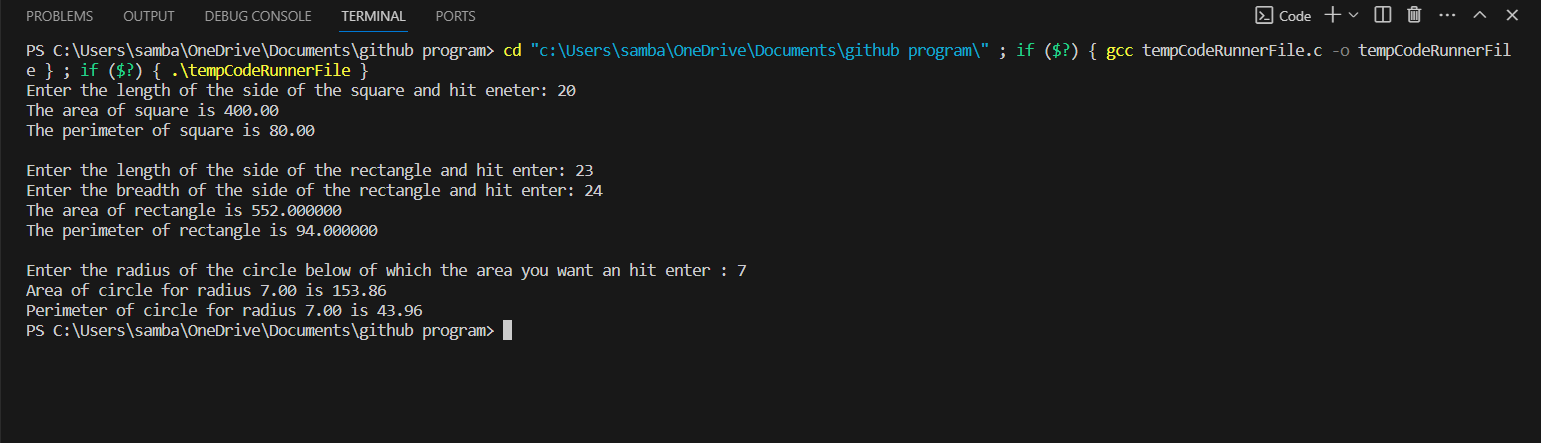 PROBLEMS OUTPUT DEBUG CONSOLE TERMINAL PORTS Code
PS C:\Users\samba\OneDrive\Documents\github program> cd "c:\Users\samba\OneDrive\Documents\github program\" ; if ($?) { gcc tempCodeRunnerFile.c -o tempCodeRunnerFil
e } ; if ($?) { .\tempCodeRunnerFile }
Enter the length of the side of the square and hit eneter: 20
The area of square is 400.00
The perimeter of square is 80.00
Enter the length of the side of the rectangle and hit enter: 23
Enter the breadth of the side of the rectangle and hit enter: 24
The area of rectangle is 552.000000
The perimeter of rectangle is 94.000000
Enter the radius of the circle below of which the area you want an hit enter : 7
Area of circle for radius 7.00 is 153.86
Perimeter of circle for radius 7.00 is 43.96
PS C:\Users\samba\OneDrive\Documents\github program>